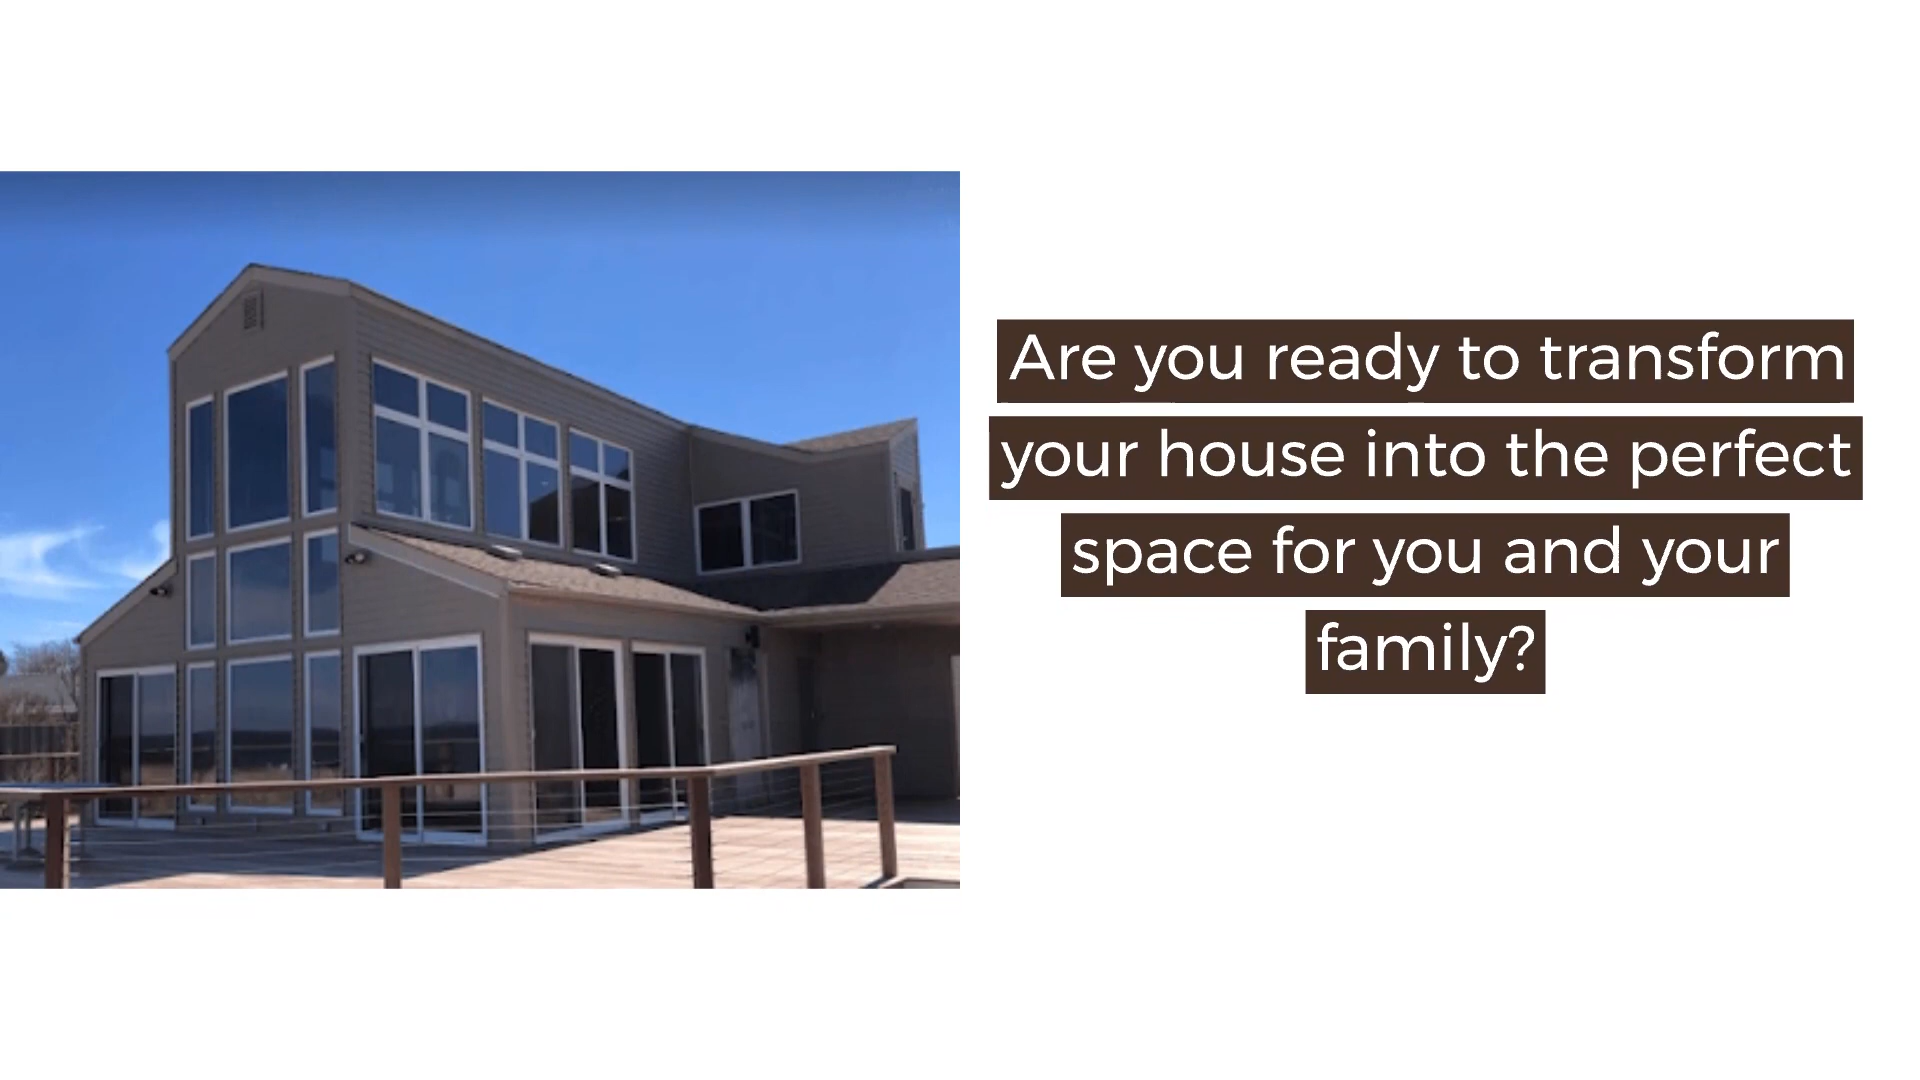 Are you ready to transform
your house into the perfect
space for you and your
family?